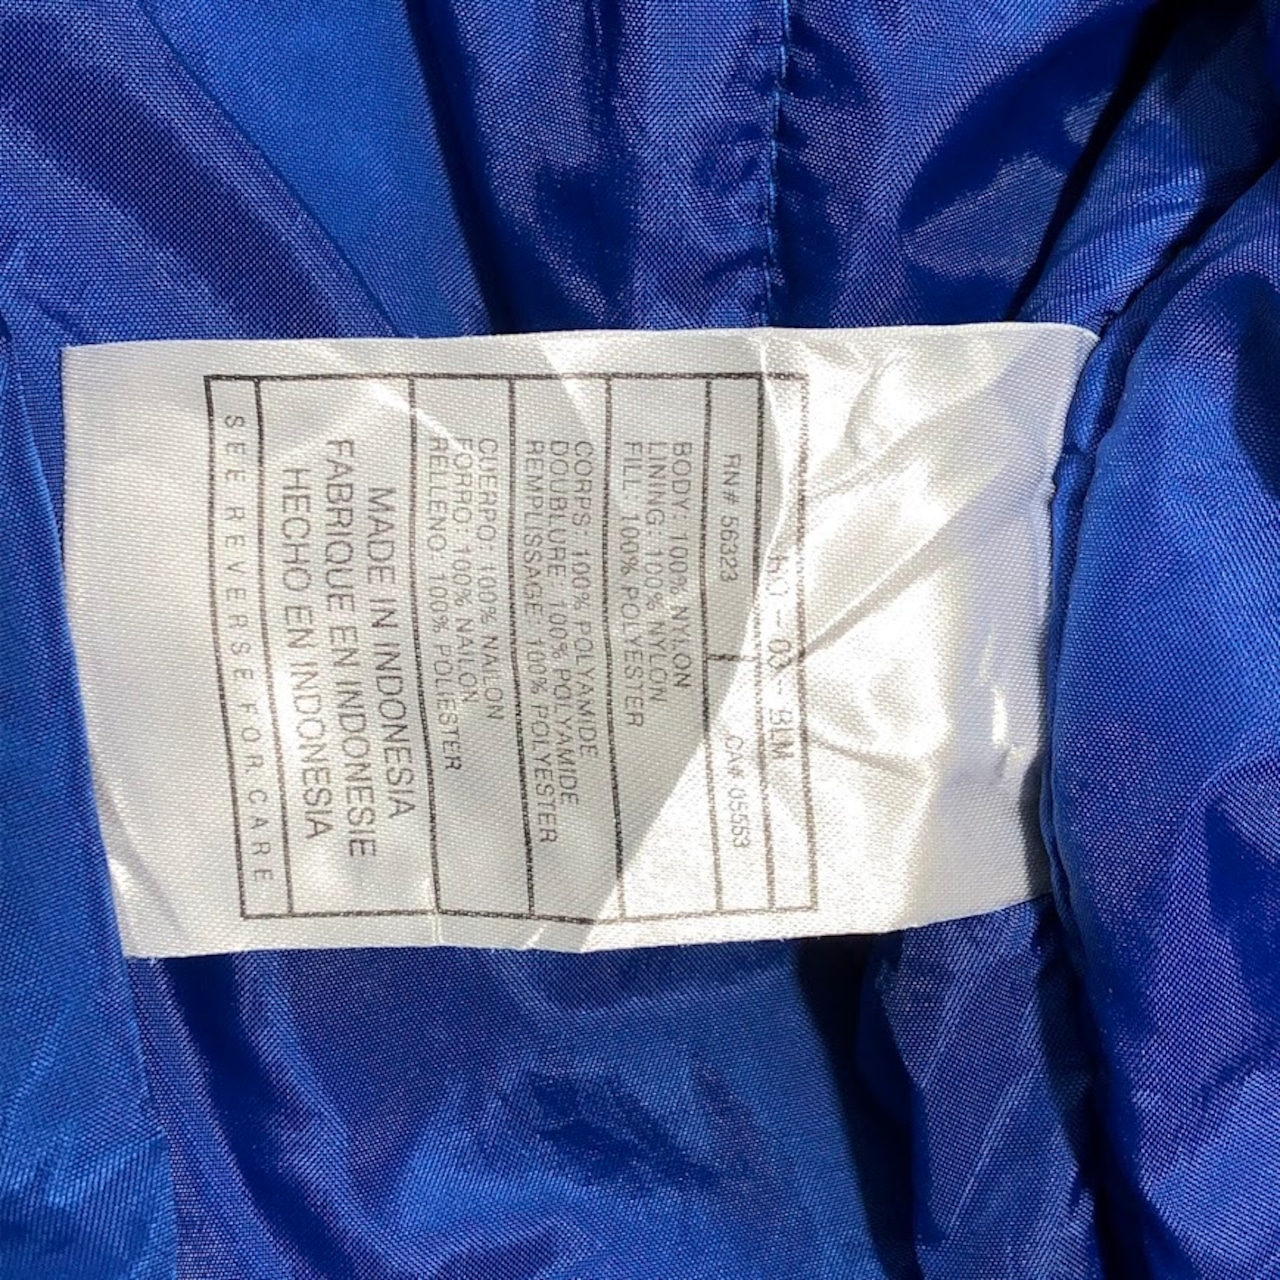 - 03 - BLM
RN# 56323 CA# 05553
BODY: 100% NYLON
LINING: 100% NYLON
FILL: 100% POLYESTER
CORPS: 100% POLYAMIDE
DOUBLURE: 100% POLYAMIDE
REMPLISSAGE: 100% POLYESTER
CUERPO: 100% NAILON
FORRO: 100% NAILON
RELLENO: 100% POLIESTER
MADE IN INDONESIA
FABRIQUE EN INDONESIE
HECHO EN INDONESIA
SEE REVERSE FOR CARE